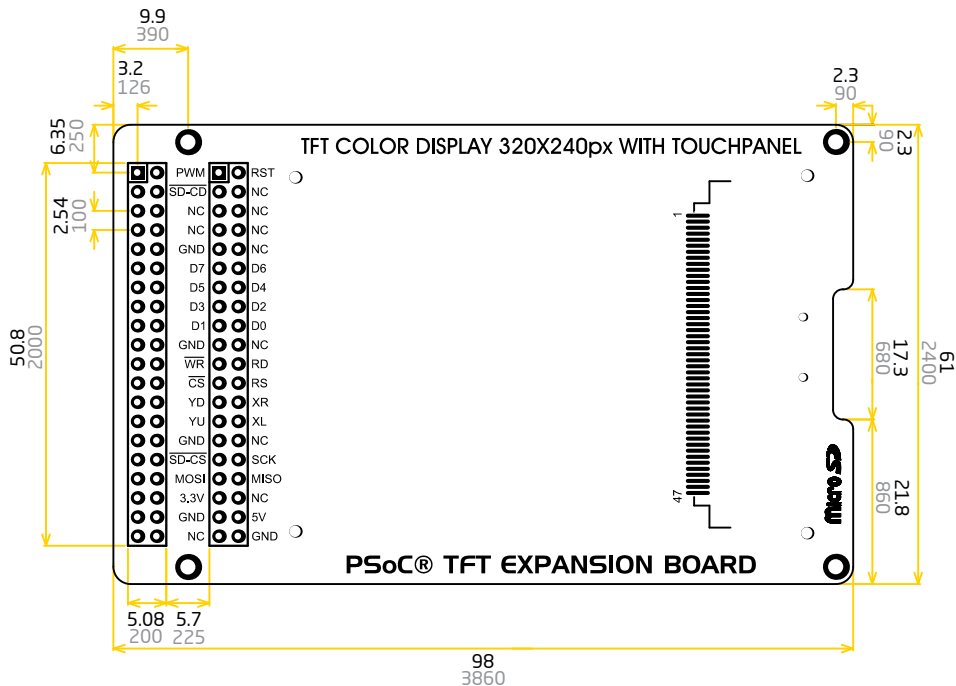 9.9
390
3.2
126
2.3
90
6.35
250
2.3
90
TFT COLOR DISPLAY 320X240px WITH TOUCHPANEL
PWM RST
SD-CD NC
NC NC
NC NC
GND NC
D7 D6
D5 D4
D3 D2
D1 D0
GND NC
WR RD
CS RS
YD XR
YU XL
GND NC
SD-CS SCK
MOSI MISO
3,3V NC
GND 5V
NC GND
2.54
100
50.8
2000
1
47
17.3
680
61
2400
21.8
860
micro SD
PSoC® TFT EXPANSION BOARD
5.08
200
5.7
225
98
3860